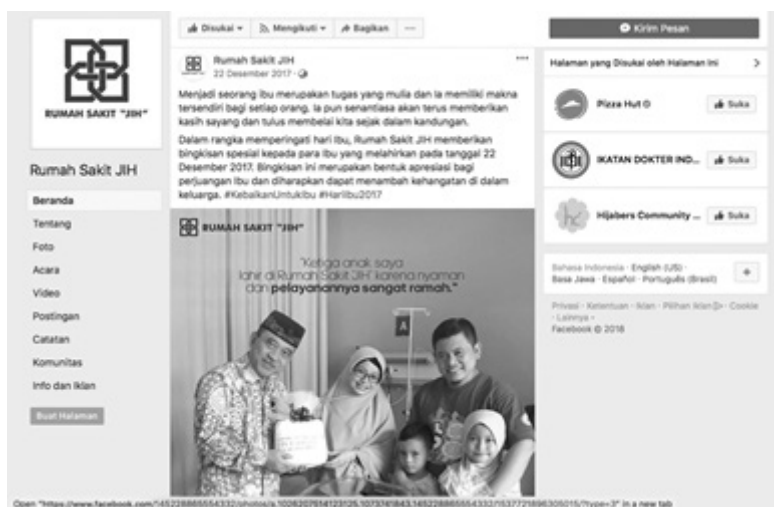 RUMAH SAKIT "JIH"
Rumah Sakit JIH
Beranda
Tentang
Foto
Acara
Video
Postingan
Catatan
Komunitas
Info dan Iklan
Buat Halaman
Disukai
Mengikuti
Bagikan
Rumah Sakit JIH
22 Desember 2017
Menjadi seorang Ibu merupakan tugas yang mulia dan Ia memiliki makna
tersendiri bagi setiap orang. Ia pun senantiasa akan terus memberikan
kasih sayang dan tulus membelai kita sejak dalam kandungan.
Dalam rangka memperingati hari Ibu, Rumah Sakit JIH memberikan
bingkisan spesial kepada para Ibu yang melahirkan pada tanggal 22
Desember 2017. Bingkisan ini merupakan bentuk apresiasi bagi
perjuangan Ibu dan diharapkan dapat menambah kehangatan di dalam
keluarga. #KebaikanUntukIbu #HariIbu2017
RUMAH SAKIT "JIH"
"Ketiga anak saya
lahir di Rumah Sakit 'JIH' karena nyaman
dan pelayanannya sangat ramah."
A
Kirim Pesan
Halaman yang Disukai oleh Halaman Ini
Pizza Hut
Suka
IKATAN DOKTER IND...
Suka
Hijabers Community ...
Suka
Bahasa Indonesia · English (US) ·
Basa Jawa · Español · Português (Brasil)
Privasi · Ketentuan · Iklan · Pilihan Iklan · Cookie
· Lainnya
Facebook © 2018